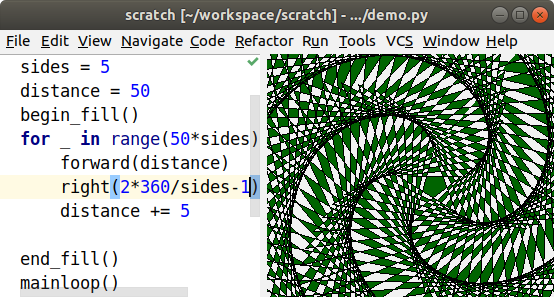 scratch [~/workspace/scratch] - .../demo.py
File Edit View Navigate Code Refactor Run Tools VCS Window Help
sides = 5
distance = 50
begin_fill()
for _ in range(50*sides)
    forward(distance)
    right(2*360/sides-1)
    distance += 5
end_fill()
mainloop()